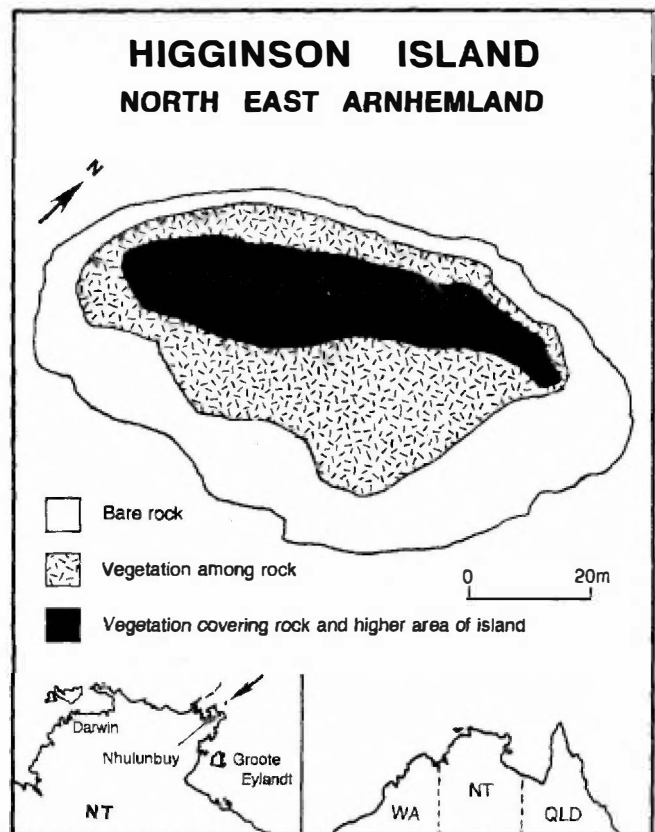 HIGGINSON ISLAND
NORTH EAST ARNHEMLAND
N
Bare rock
Vegetation among rock
0 20m
Vegetation covering rock and higher area of island
Darwin
Nhulunbuy
Groote
Eylandt
NT
WA
NT
QLD